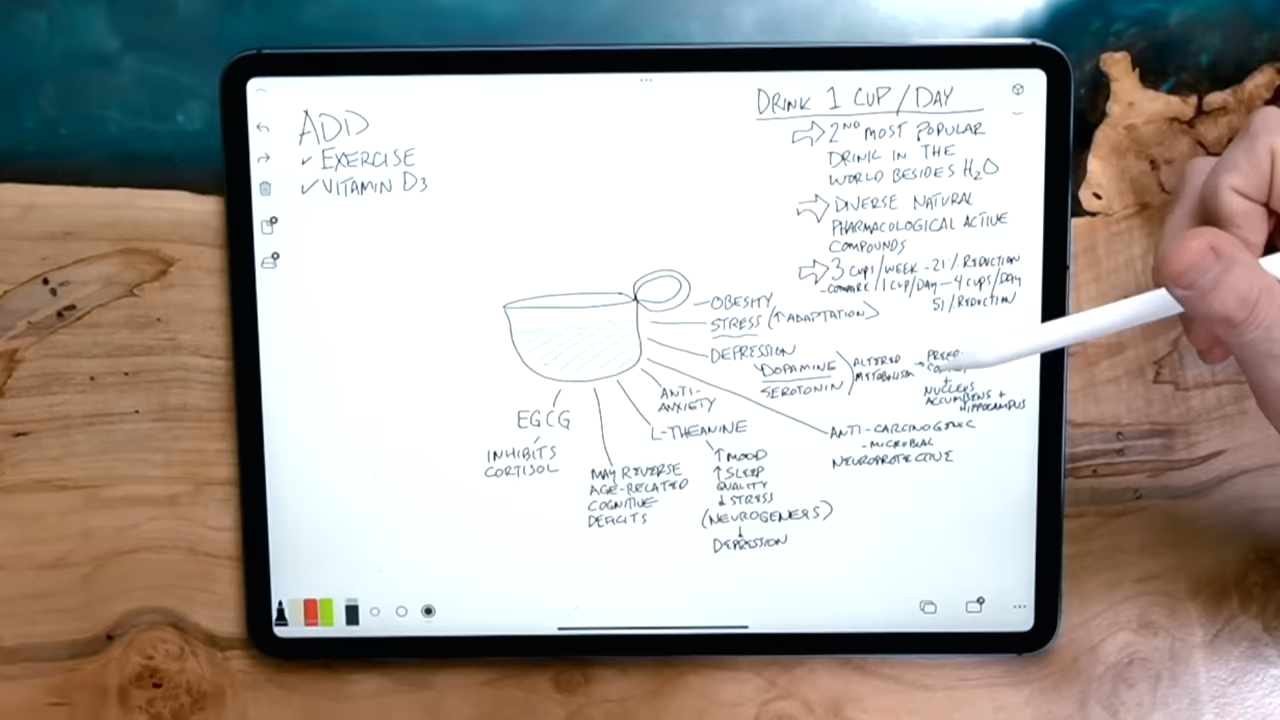 ADD
✓ EXERCISE
✓ VITAMIN D3
DRINK 1 CUP/DAY
2ND MOST POPULAR
DRINK IN THE
WORLD BESIDES H2O
DIVERSE NATURAL
PHARMACOLOGICAL ACTIVE
COMPOUNDS
3 CUPS/WEEK - 21% REDUCTION
- COMPARE /1 CUP/DAY - 4 CUPS/DAY
51% REDUCTION
OBESITY
STRESS (↑ADAPTATION)
DEPRESSION
DOPAMINE
SEROTONIN
ALTERED
METABOLISM →
+
NUCLEUS
ACCUMBENS +
HIPPOCAMPUS
ANTI-
ANXIETY
EGCG
INHIBITS
CORTISOL
MAY REVERSE
AGE-RELATED
COGNITIVE
DEFICITS
L-THEANINE
↑MOOD
↑SLEEP
QUALITY
↓STRESS
(NEUROGENERS)
↓
DEPRESSION
ANTI-CARCINOGENIC
-MICROBIAL
NEUROPROTECTIVE